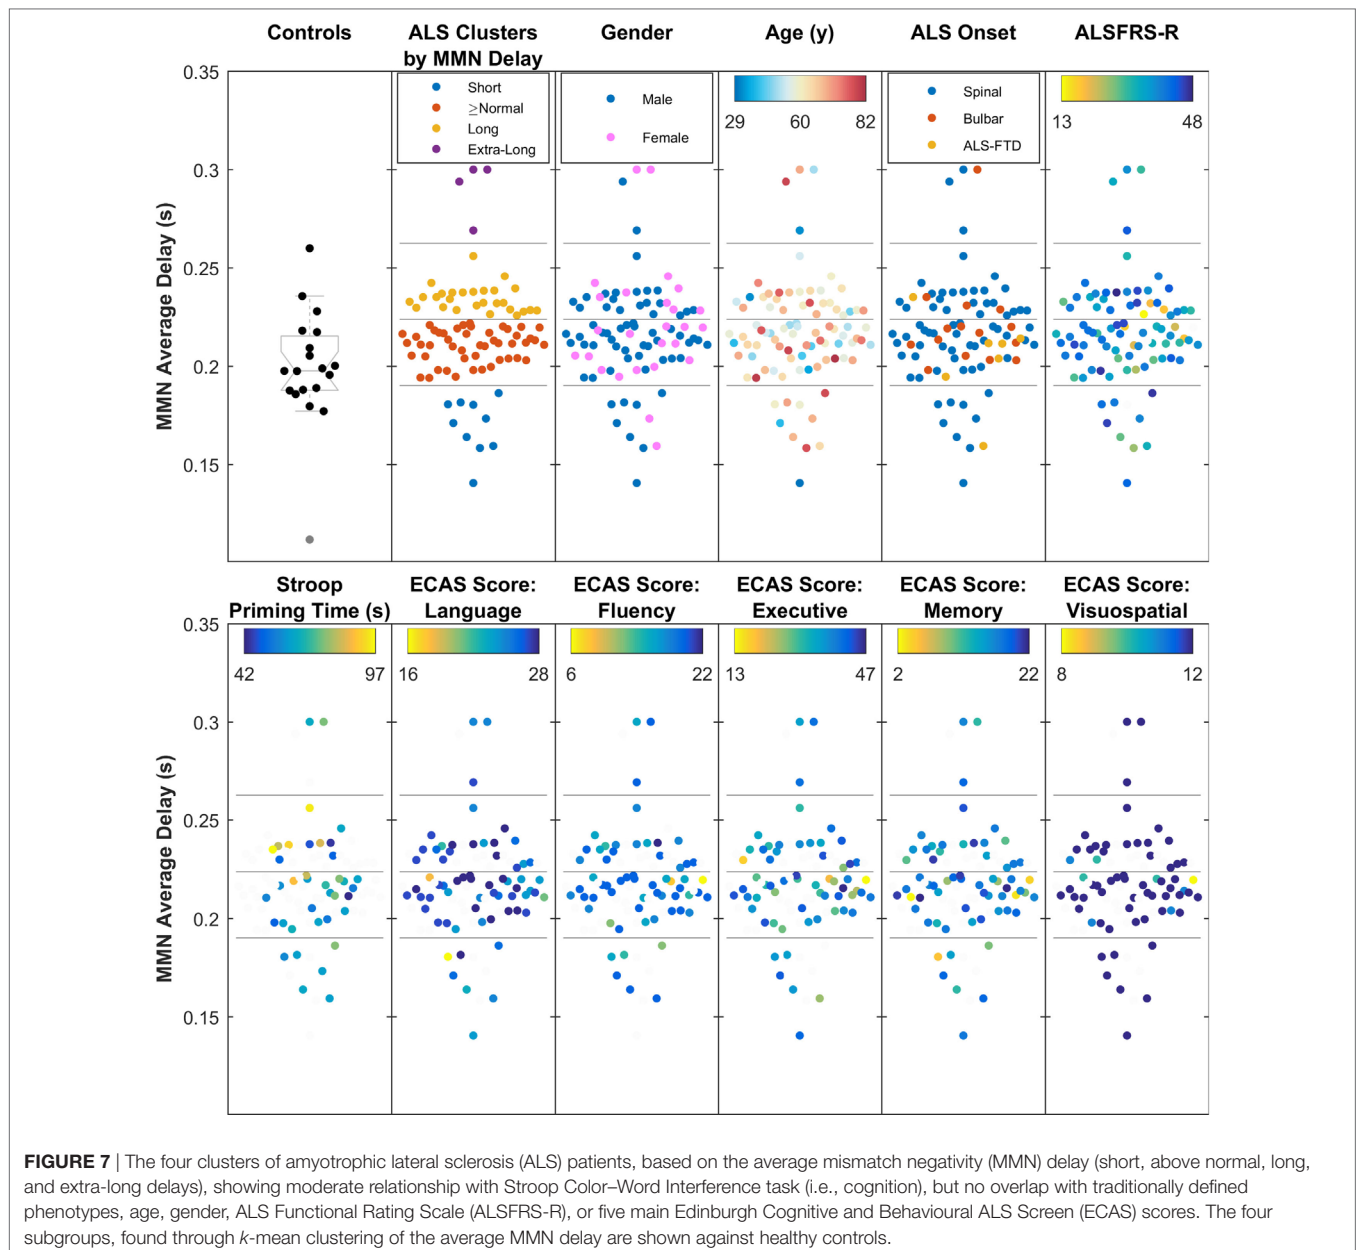 Controls
ALS Clusters
by MMN Delay
Gender
Age (y)
ALS Onset
ALSFRS-R
Short
≥Normal
Long
Extra-Long
Male
Female
29 60 82
Spinal
Bulbar
ALS-FTD
13 48
MMN Average Delay (s)
0.35
0.3
0.25
0.2
0.15
Stroop
Priming Time (s)
ECAS Score:
Language
ECAS Score:
Fluency
ECAS Score:
Executive
ECAS Score:
Memory
ECAS Score:
Visuospatial
42 97
16 28
6 22
13 47
2 22
8 12
MMN Average Delay (s)
0.35
0.3
0.25
0.2
0.15
FIGURE 7 | The four clusters of amyotrophic lateral sclerosis (ALS) patients, based on the average mismatch negativity (MMN) delay (short, above normal, long,
and extra-long delays), showing moderate relationship with Stroop Color–Word Interference task (i.e., cognition), but no overlap with traditionally defined
phenotypes, age, gender, ALS Functional Rating Scale (ALSFRS-R), or five main Edinburgh Cognitive and Behavioural ALS Screen (ECAS) scores. The four
subgroups, found through k-mean clustering of the average MMN delay are shown against healthy controls.